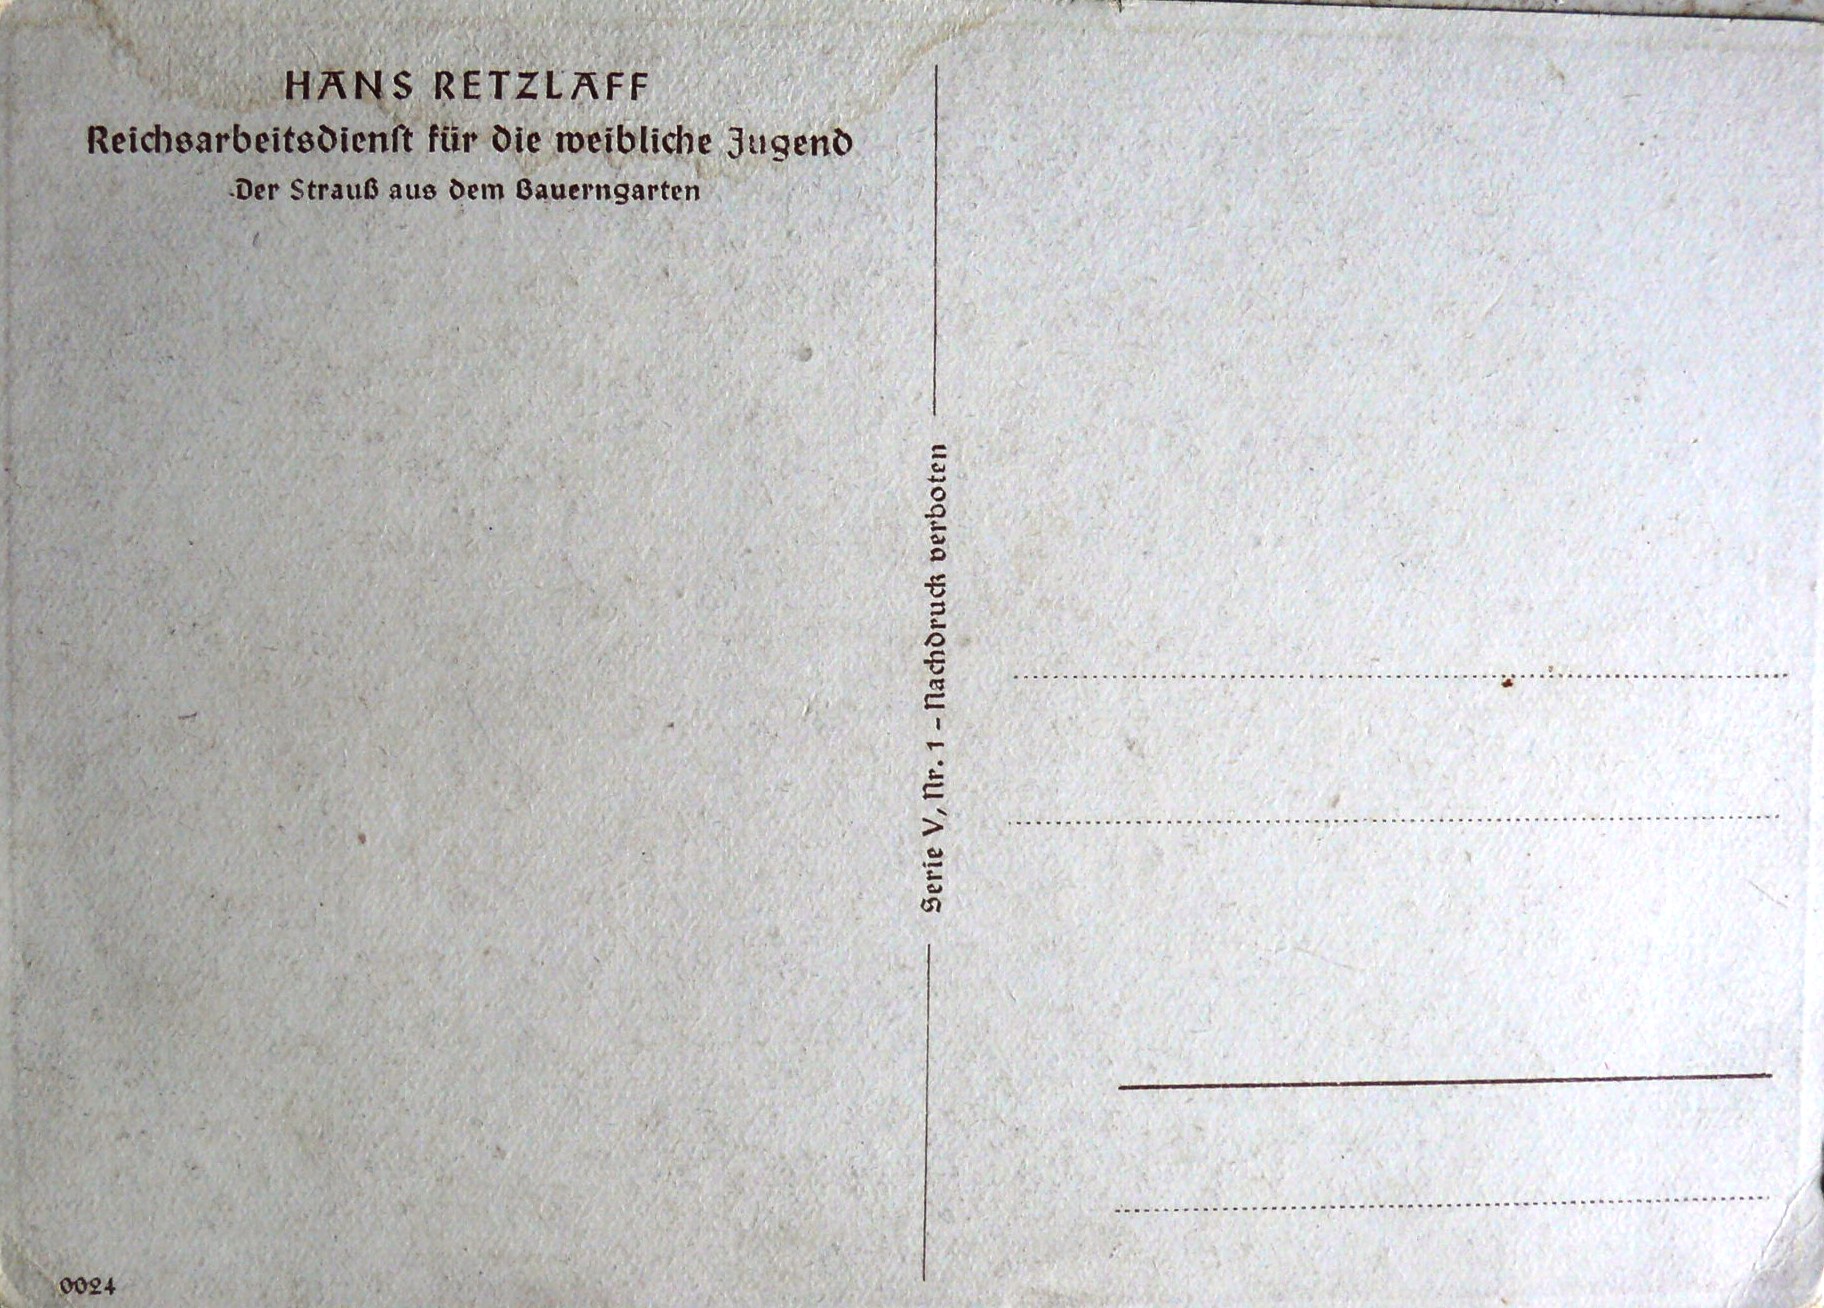 HANS RETZLAFF
Reichsarbeitsdienst für die weibliche Jugend
Der Strauß aus dem Bauerngarten
Serie V, Nr. 1 - Nachdruck verboten
0024